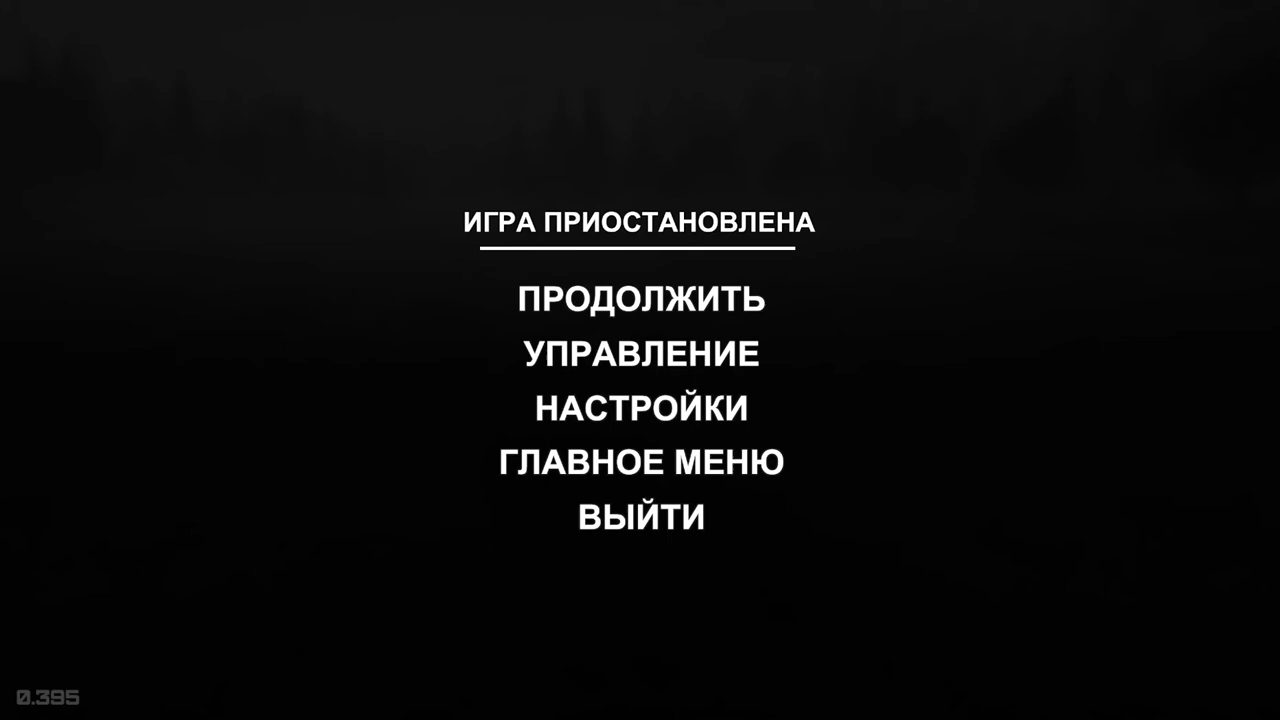 ИГРА ПРИОСТАНОВЛЕНА
ПРОДОЛЖИТЬ
УПРАВЛЕНИЕ
НАСТРОЙКИ
ГЛАВНОЕ МЕНЮ
ВЫЙТИ
0.395